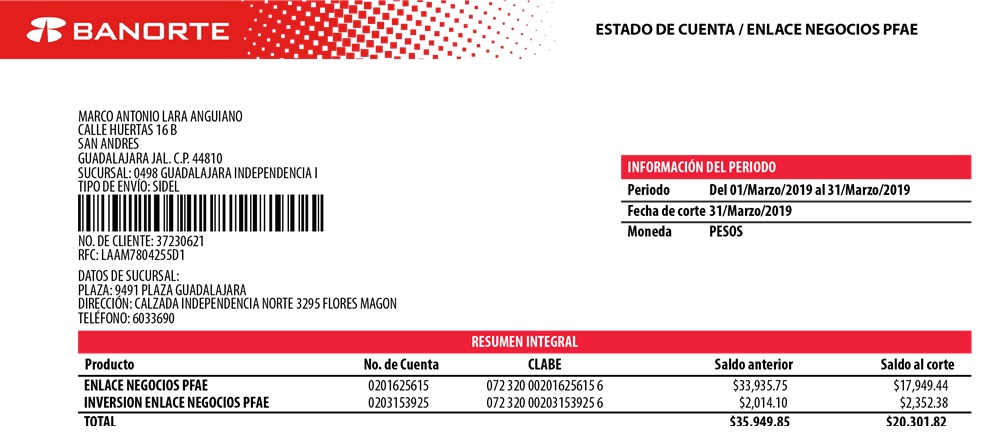 BANORTE
ESTADO DE CUENTA / ENLACE NEGOCIOS PFAE
MARCO ANTONIO LARA ANGUIANO
CALLE HUERTAS 16 B
SAN ANDRES
GUADALAJARA JAL. C.P. 44810
SUCURSAL: 0498 GUADALAJARA INDEPENDENCIA I
TIPO DE ENVÍO: SIDEL
NO. DE CLIENTE: 37230621
RFC: LAAM7804255D1
DATOS DE SUCURSAL:
PLAZA: 9491 PLAZA GUADALAJARA
DIRECCIÓN: CALZADA INDEPENDENCIA NORTE 3295 FLORES MAGON
TELÉFONO: 6033690
INFORMACIÓN DEL PERIODO
Periodo Del 01/Marzo/2019 al 31/Marzo/2019
Fecha de corte 31/Marzo/2019
Moneda PESOS
RESUMEN INTEGRAL
Producto No. de Cuenta CLABE Saldo anterior Saldo al corte
ENLACE NEGOCIOS PFAE 0201625615 072 320 00201625615 6 $33,935.75 $17,949.44
INVERSION ENLACE NEGOCIOS PFAE 0203153925 072 320 00203153925 6 $2,014.10 $2,352.38
TOTAL $35,949.85 $20,301.82